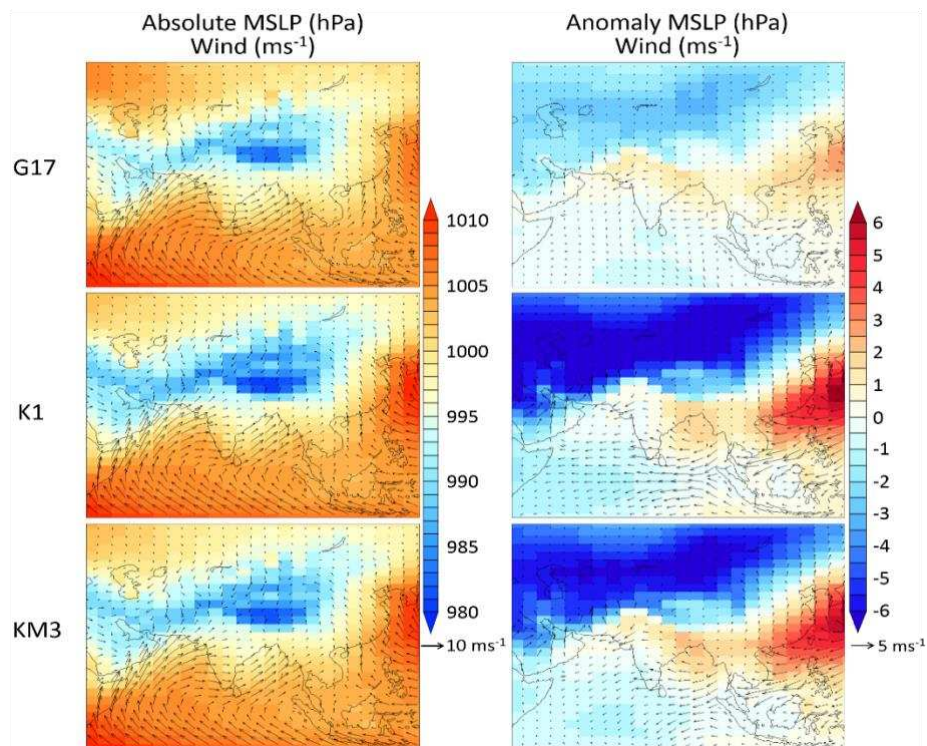 Absolute MSLP (hPa)
Wind (ms⁻¹)
Anomaly MSLP (hPa)
Wind (ms⁻¹)
G17
K1
KM3
1010
1005
1000
995
990
985
980
10 ms⁻¹
6
5
4
3
2
1
0
-1
-2
-3
-4
-5
-6
5 ms⁻¹